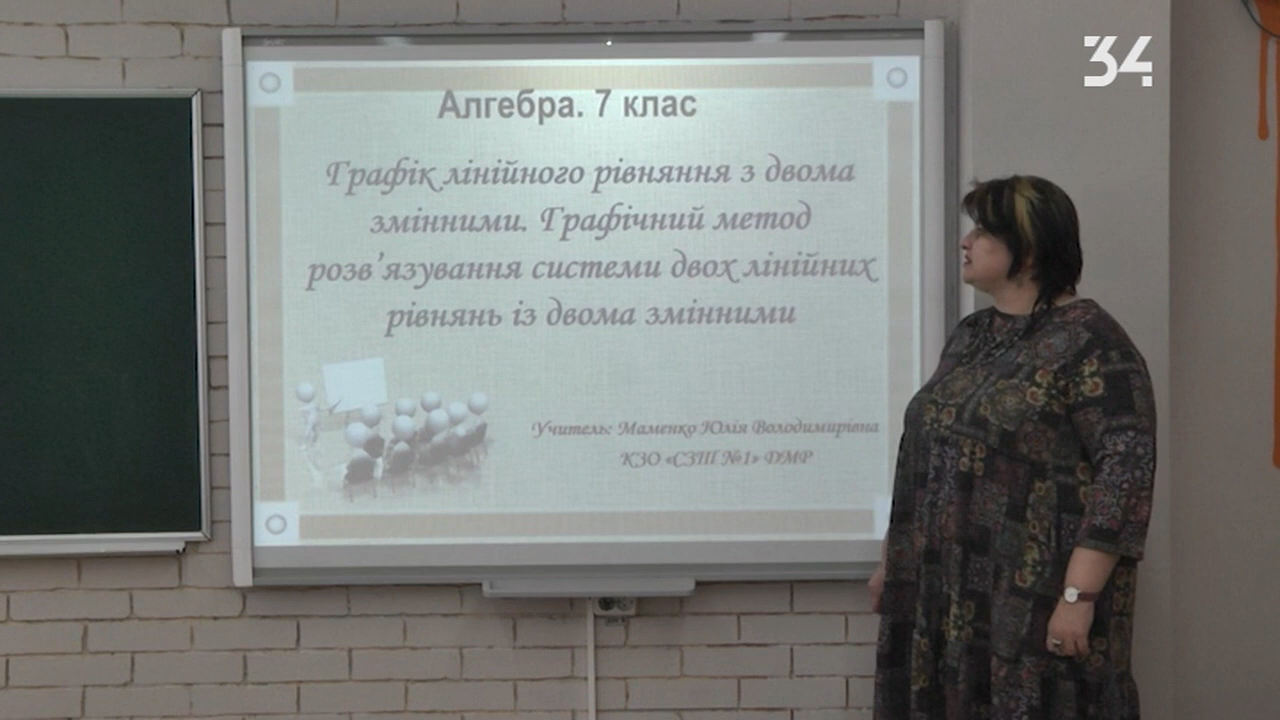 34
Алгебра. 7 клас
Графік лінійного рівняння з двома
змінними. Графічний метод
розв’язування системи двох лінійних
рівнянь із двома змінними
Учитель: Маменко Юлія Володимирівна
КЗО «СЗШ №1» ДМР